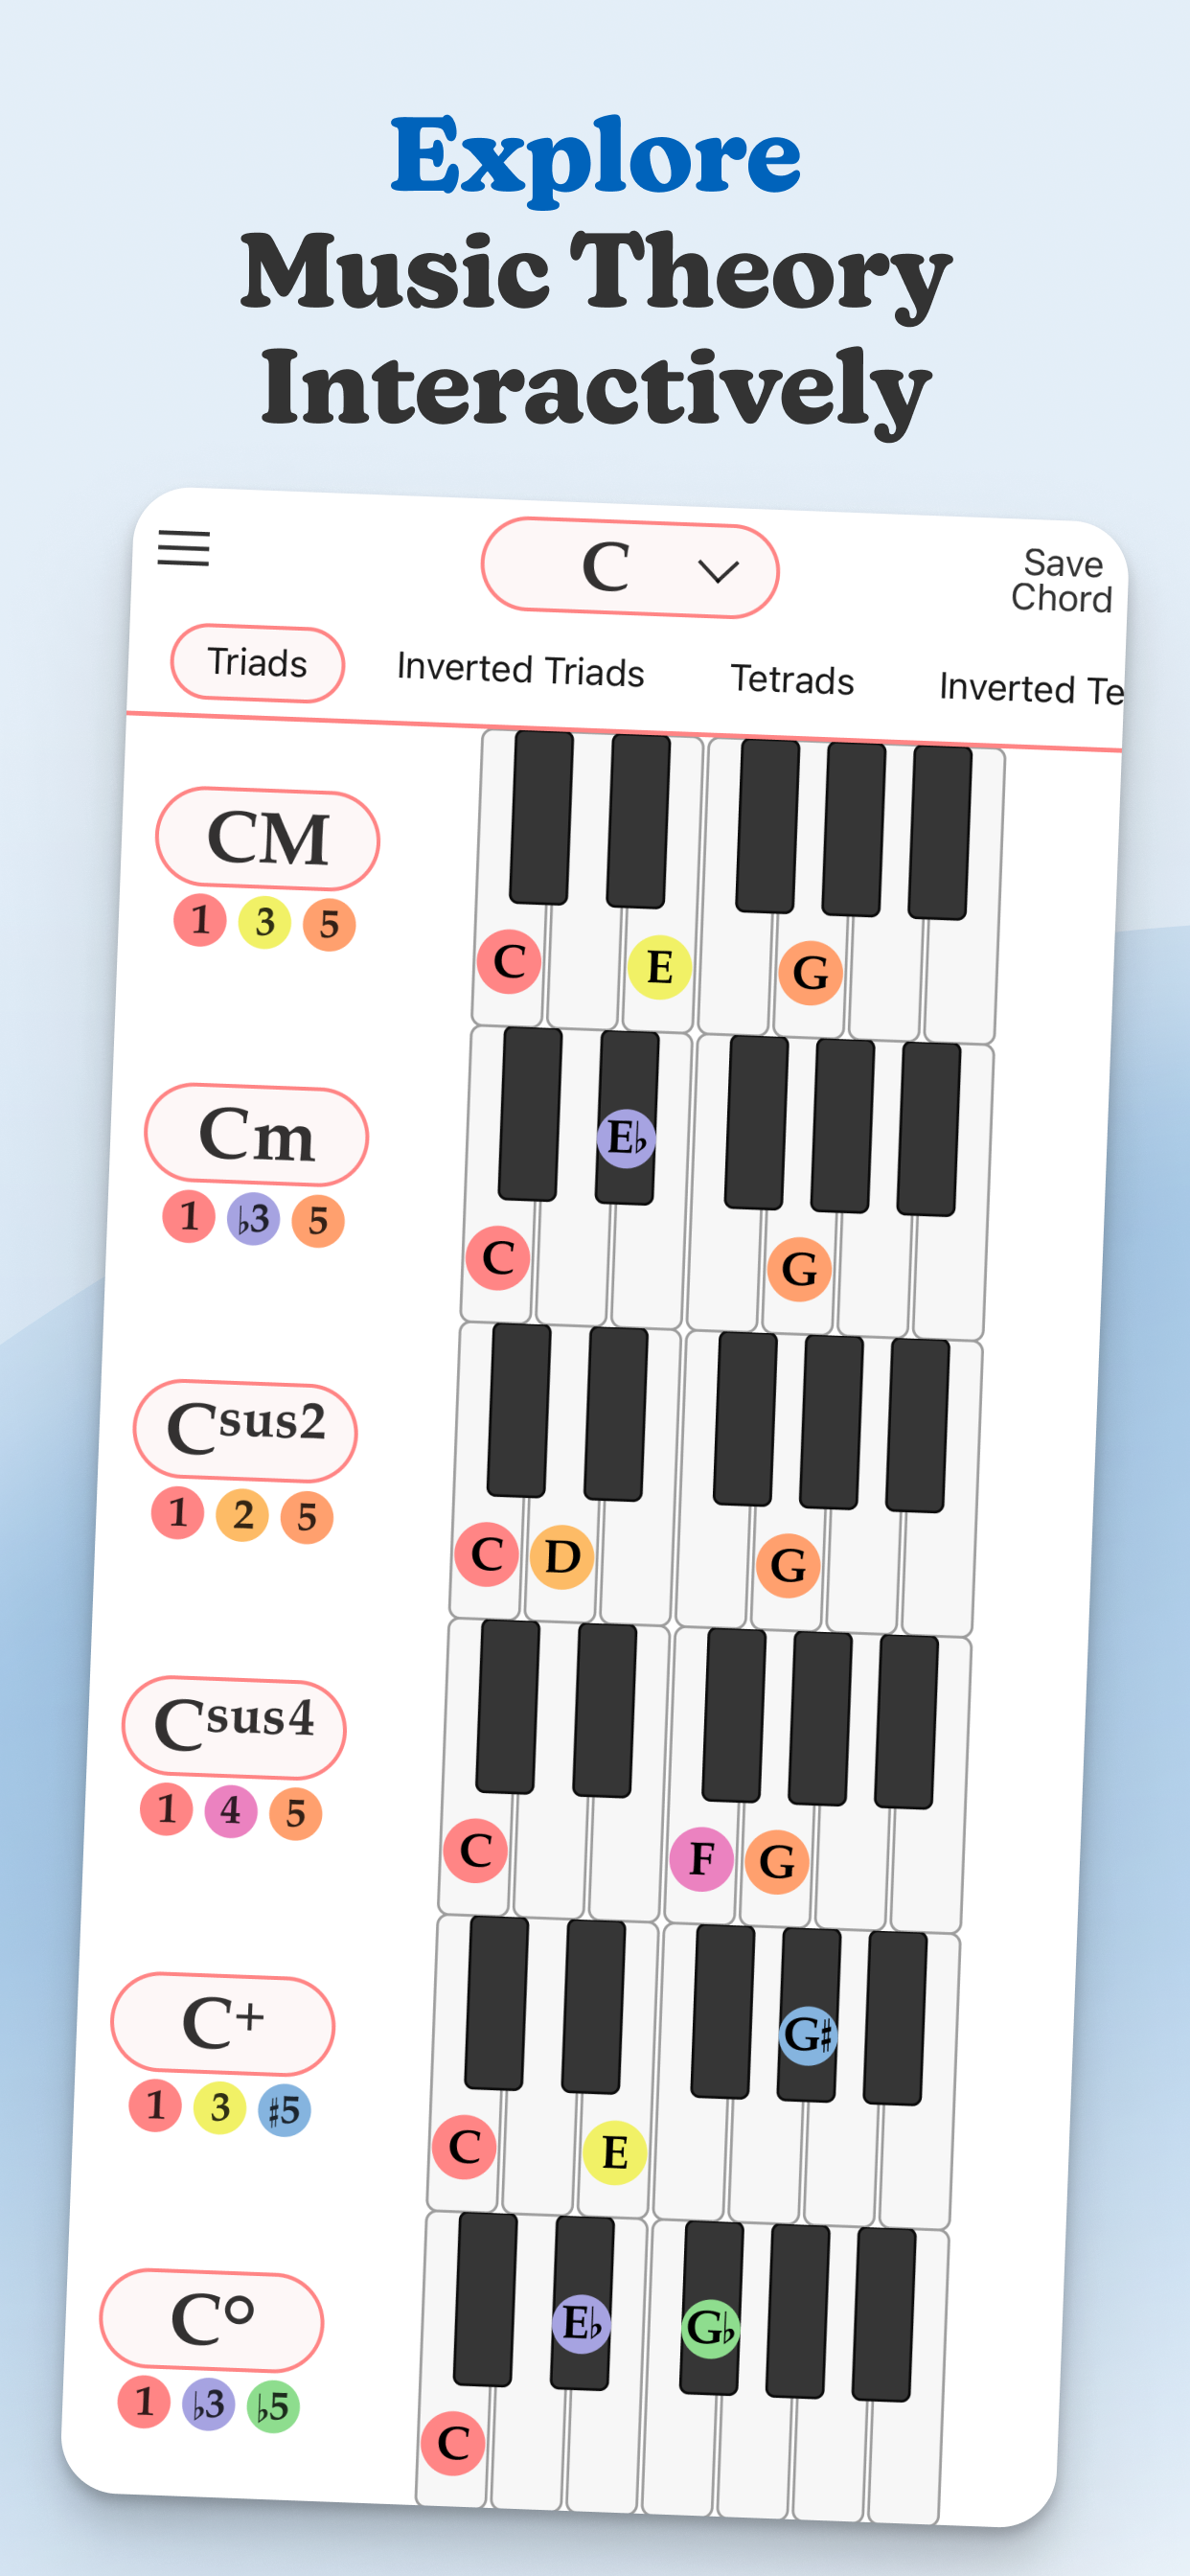 Explore
Music Theory
Interactively
C
Save
Chord
Triads Inverted Triads Tetrads Inverted Te
CM
1 3 5
C E G
Cm
1 ♭3 5
E♭
C G
Csus2
1 2 5
C D G
Csus4
1 4 5
C F G
C+
1 3 ♯5
G♯
C E
C°
1 ♭3 ♭5
E♭ G♭
C